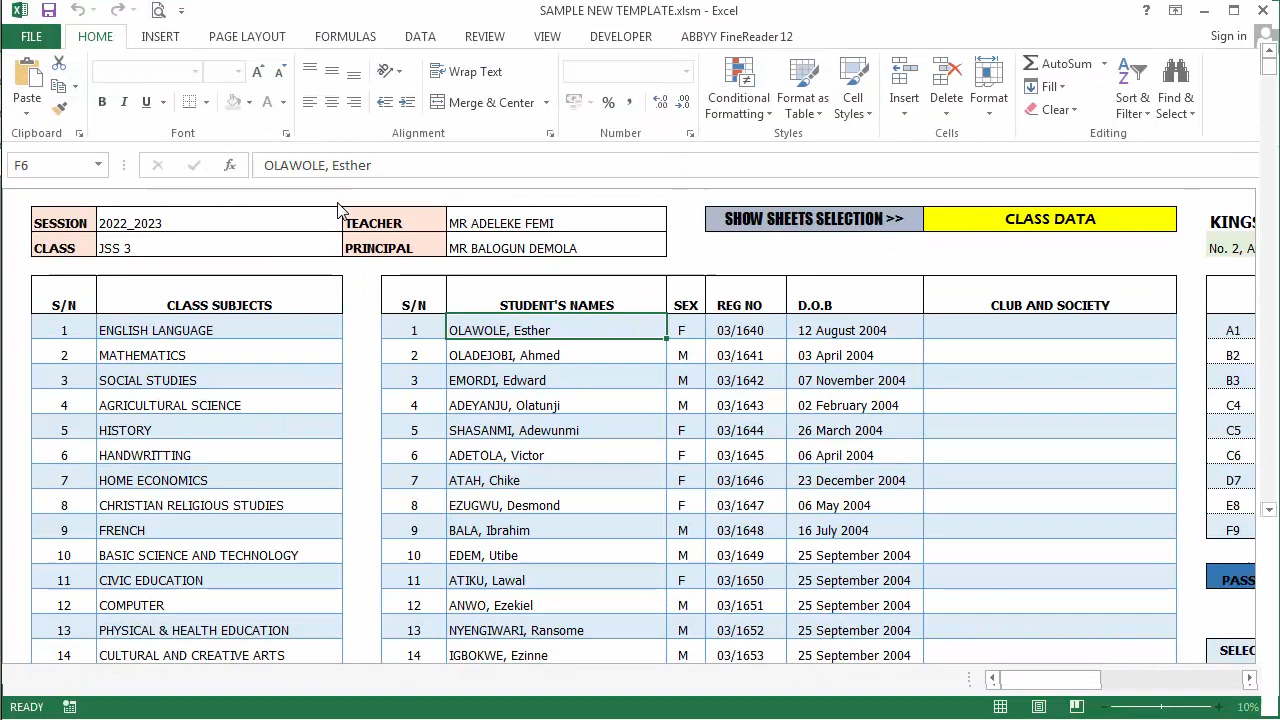 SAMPLE NEW TEMPLATE.xlsm - Excel
FILE HOME INSERT PAGE LAYOUT FORMULAS DATA REVIEW VIEW DEVELOPER ABBYY FineReader 12 Sign in
Paste
Wrap Text
Merge & Center
Conditional Formatting
Format as Table
Cell Styles
Insert Delete Format
AutoSum
Fill
Clear
Sort & Filter
Find & Select
Clipboard Font Alignment Number Styles Cells Editing
F6 OLAWOLE, Esther
SESSION 2022_2023 TEACHER MR ADELEKE FEMI SHOW SHEETS SELECTION >> CLASS DATA
CLASS JSS 3 PRINCIPAL MR BALOGUN DEMOLA No. 2, A
S/N CLASS SUBJECTS S/N STUDENT'S NAMES SEX REG NO D.O.B CLUB AND SOCIETY
1 ENGLISH LANGUAGE 1 OLAWOLE, Esther F 03/1640 12 August 2004 A1
2 MATHEMATICS 2 OLADEJOBI, Ahmed M 03/1641 03 April 2004 B2
3 SOCIAL STUDIES 3 EMORDI, Edward M 03/1642 07 November 2004 B3
4 AGRICULTURAL SCIENCE 4 ADEYANJU, Olatunji M 03/1643 02 February 2004 C4
5 HISTORY 5 SHASANMI, Adewunmi F 03/1644 26 March 2004 C5
6 HANDWRITTING 6 ADETOLA, Victor F 03/1645 06 April 2004 C6
7 HOME ECONOMICS 7 ATAH, Chike F 03/1646 23 December 2004 D7
8 CHRISTIAN RELIGIOUS STUDIES 8 EZUGWU, Desmond F 03/1647 06 May 2004 E8
9 FRENCH 9 BALA, Ibrahim M 03/1648 16 July 2004 F9
10 BASIC SCIENCE AND TECHNOLOGY 10 EDEM, Utibe M 03/1649 25 September 2004
11 CIVIC EDUCATION 11 ATIKU, Lawal F 03/1650 25 September 2004 PASS
12 COMPUTER 12 ANWO, Ezekiel M 03/1651 25 September 2004
13 PHYSICAL & HEALTH EDUCATION 13 NYENGIWARI, Ransome M 03/1652 25 September 2004
14 CULTURAL AND CREATIVE ARTS 14 IGBOKWE, Ezinne M 03/1653 25 September 2004
READY 10%